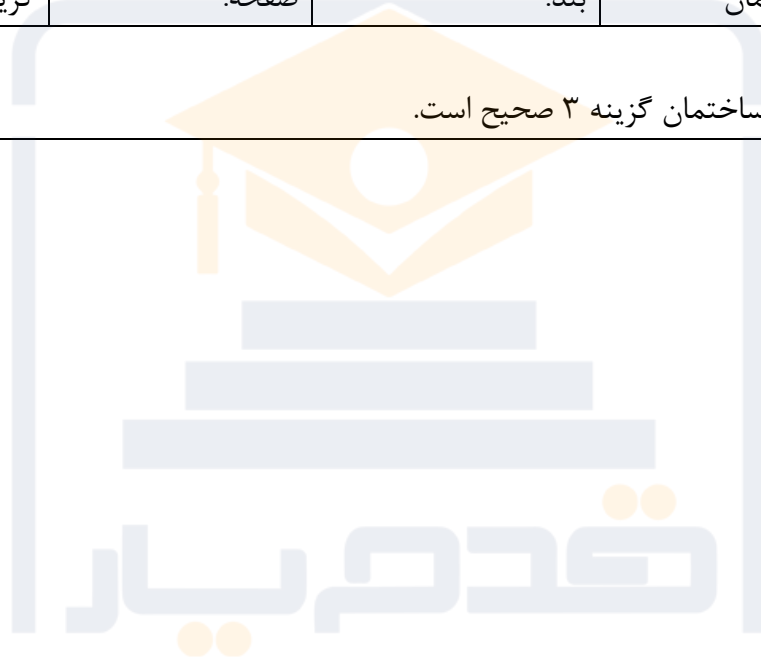 بند: صفحه:
ساختمان گزینه ۳ صحیح است.
قدم یار